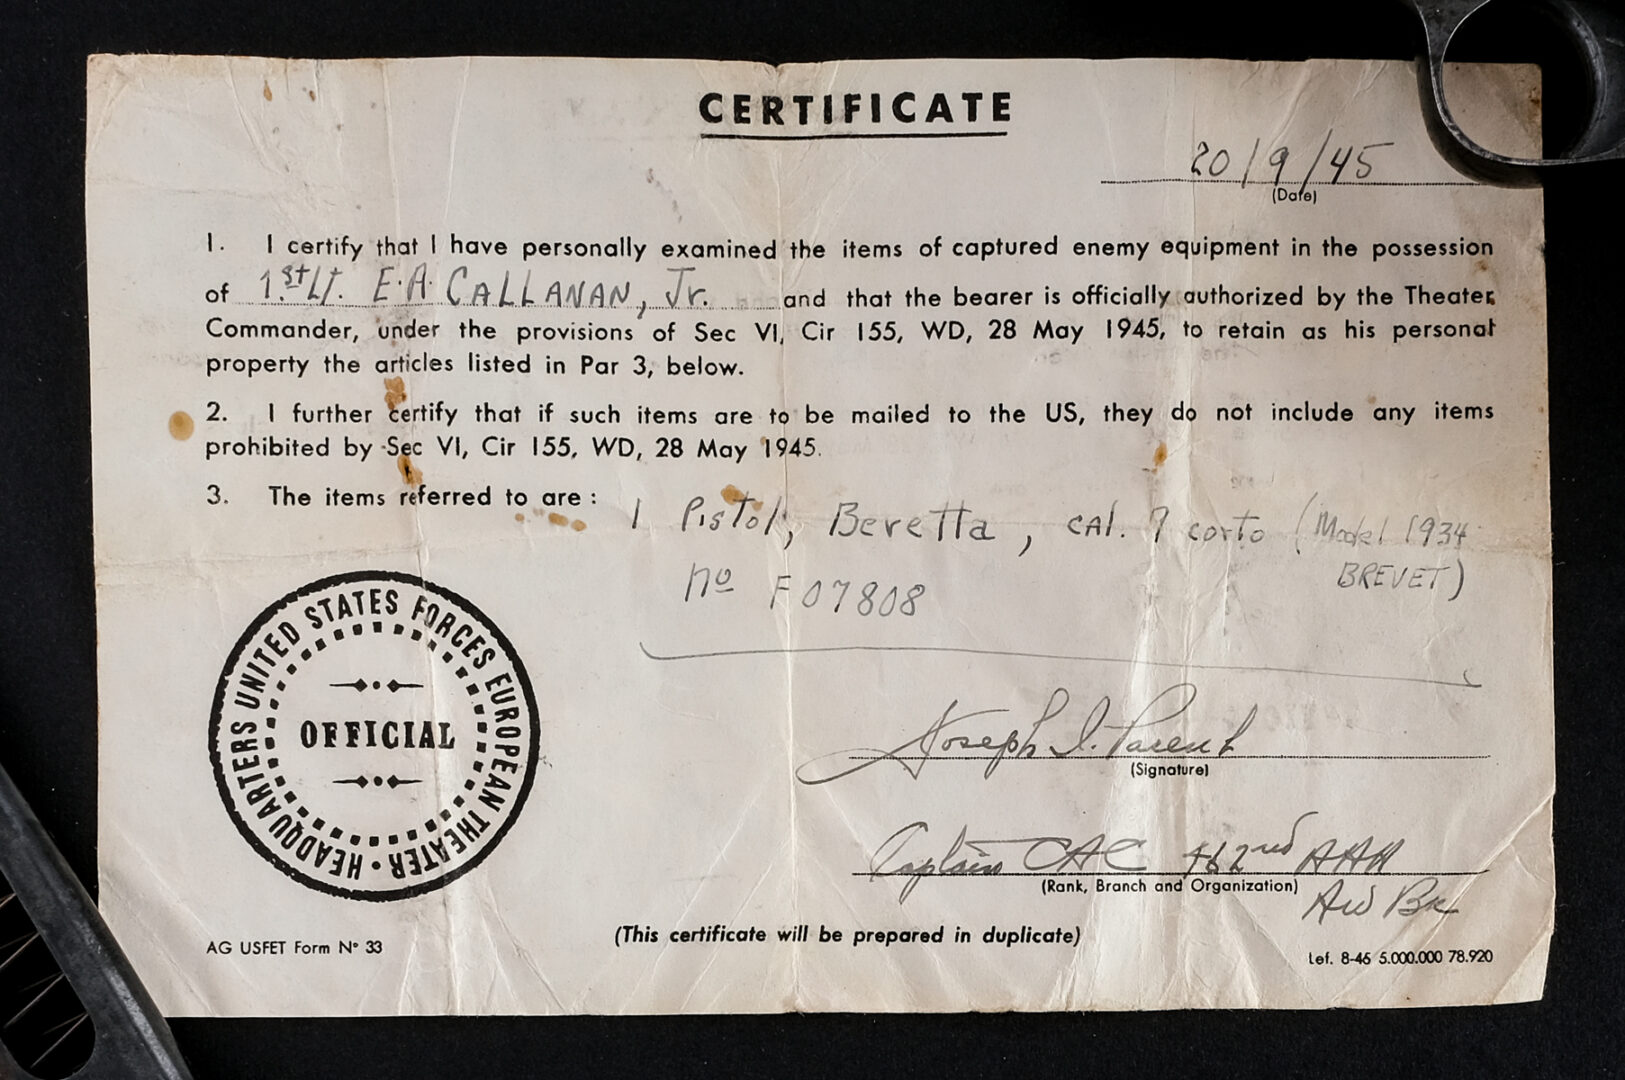 CERTIFICATE
20/9/45
(Date)
1. I certify that I have personally examined the items of captured enemy equipment in the possession
of 1.st Lt. E.A. CALLANAN, Jr. and that the bearer is officially authorized by the Theater
Commander, under the provisions of Sec VI, Cir 155, WD, 28 May 1945, to retain as his personal
property the articles listed in Par 3, below.
2. I further certify that if such items are to be mailed to the US, they do not include any items
prohibited by Sec VI, Cir 155, WD, 28 May 1945.
3. The items referred to are : 1 Pistol, Beretta, cAl. 9 corto (Model 1934
BREVET)
no F07808
HEADQUARTERS UNITED STATES FORCES EUROPEAN THEATER •
OFFICIAL
Joseph I. Parent
(Signature)
Captain CAC 462nd AAA
(Rank, Branch and Organization)
AW Bn
(This certificate will be prepared in duplicate)
AG USFET Form N° 33
Lef. 8-45 5.000.000 78.920